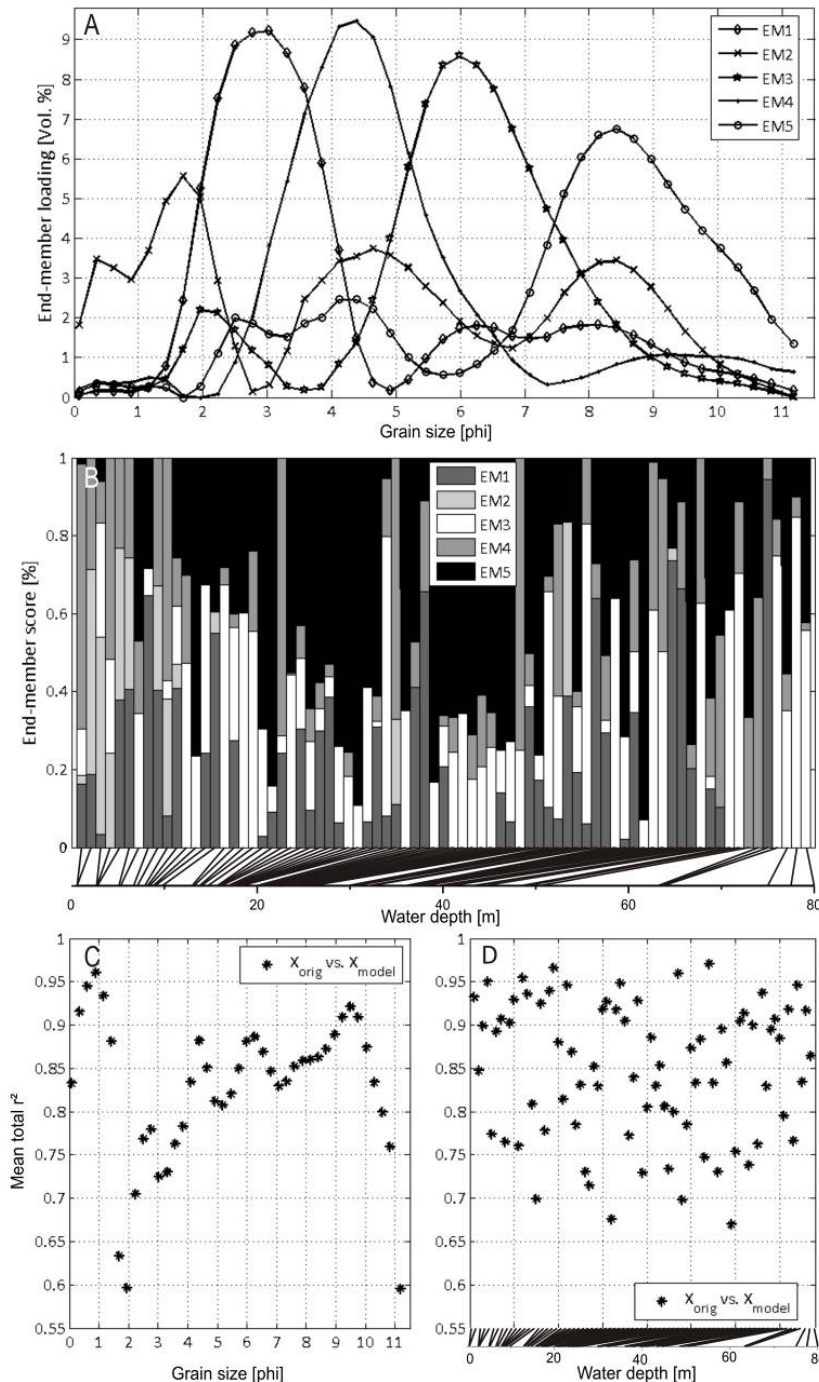 A
End-member loading [Vol. %]
9
8
7
6
5
4
3
2
1
0
EM1
EM2
EM3
EM4
EM5
0 1 2 3 4 5 6 7 8 9 10 11
Grain size [phi]
B
End-member score [%]
1
0.8
0.6
0.4
0.2
0
EM1
EM2
EM3
EM4
EM5
0 20 40 60 80
Water depth [m]
C
Mean total r²
1
0.95
0.9
0.85
0.8
0.75
0.7
0.65
0.6
0.55
Xorig vs. Xmodel
0 1 2 3 4 5 6 7 8 9 10 11
Grain size [phi]
D
1
0.95
0.9
0.85
0.8
0.75
0.7
0.65
0.6
0.55
Xorig vs. Xmodel
0 20 40 60 8
Water depth [m]